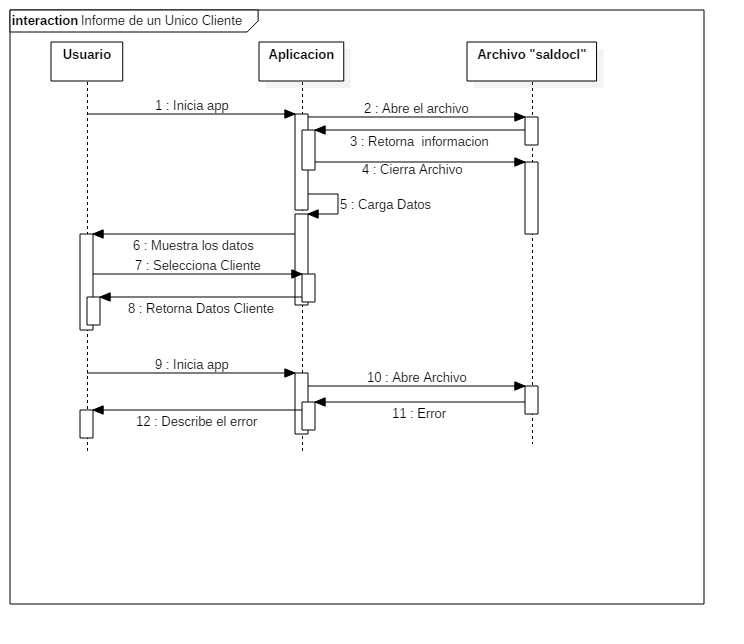 interaction Informe de un Unico Cliente
Usuario
Aplicacion
Archivo "saldocl"
1 : Inicia app
2 : Abre el archivo
3 : Retorna informacion
4 : Cierra Archivo
5 : Carga Datos
6 : Muestra los datos
7 : Selecciona Cliente
8 : Retorna Datos Cliente
9 : Inicia app
10 : Abre Archivo
11 : Error
12 : Describe el error